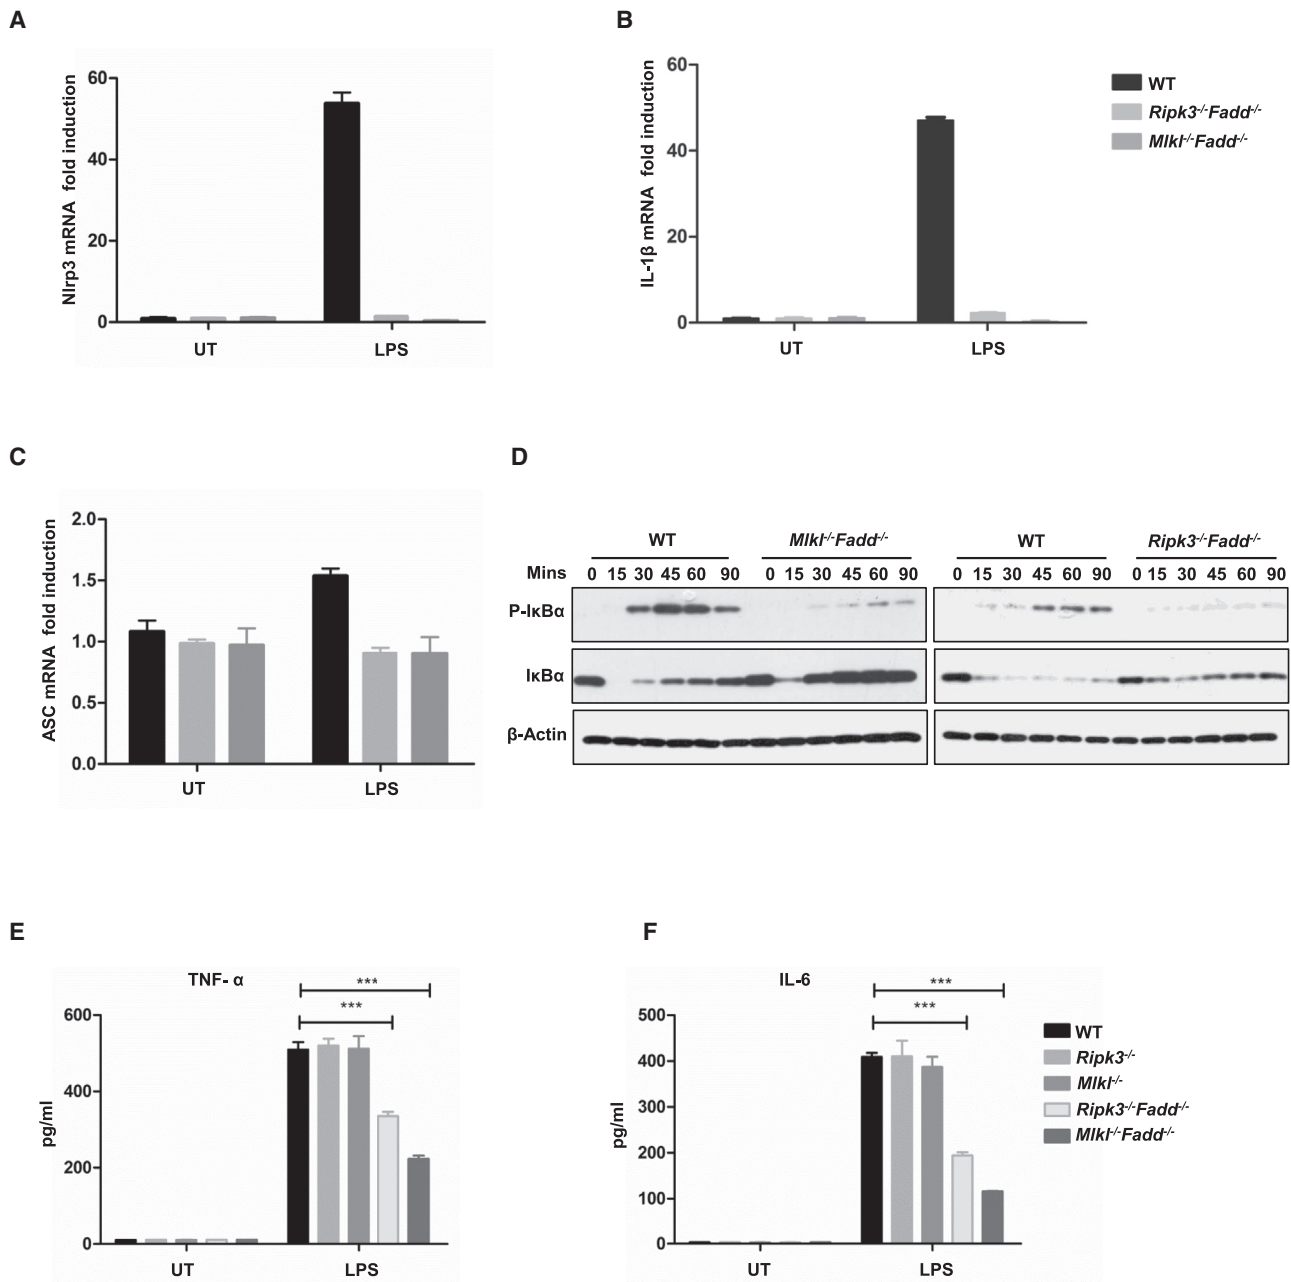 A
Nlrp3 mRNA fold induction
60
40
20
0
UT
LPS
B
IL-1β mRNA fold induction
60
40
20
0
UT
LPS
WT
Ripk3-/-Fadd-/-
Mlkl-/-Fadd-/-
C
ASC mRNA fold induction
2.0
1.5
1.0
0.5
0.0
UT
LPS
D
WT
Mlkl-/-Fadd-/-
WT
Ripk3-/-Fadd-/-
Mins 0 15 30 45 60 90 0 15 30 45 60 90 0 15 30 45 60 90 0 15 30 45 60 90
P-IκBα
IκBα
β-Actin
E
TNF- α
***
***
pg/ml
600
400
200
0
UT
LPS
F
IL-6
***
***
pg/ml
500
400
300
200
100
0
UT
LPS
WT
Ripk3-/-
Mlkl-/-
Ripk3-/-Fadd-/-
Mlkl-/-Fadd-/-